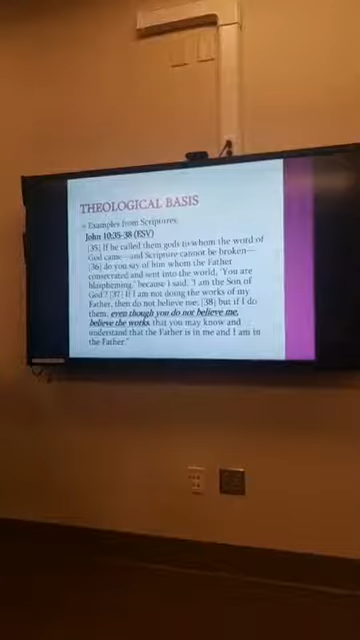 THEOLOGICAL BASIS
Examples from Scriptures:
John 10:35-38 (ESV)
[35] If he called them gods to whom the word of
God came—and Scripture cannot be broken—
[36] do you say of him whom the Father
consecrated and sent into the world, 'You are
blaspheming,' because I said, 'I am the Son of
God'? [37] If I am not doing the works of my
Father, then do not believe me; [38] but if I do
them, even though you do not believe me,
believe the works, that you may know and
understand that the Father is in me and I am in
the Father."